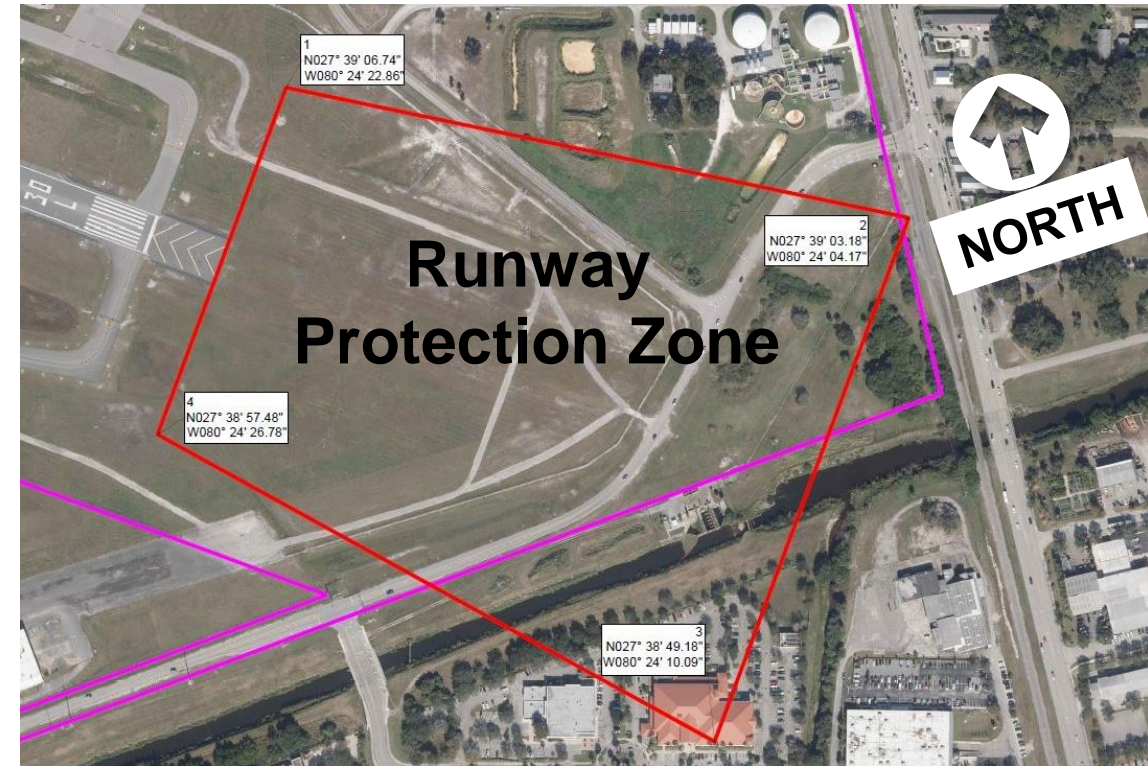 1
N027° 39' 06.74"
W080° 24' 22.86"
30
L
2
N027° 39' 03.18"
W080° 24' 04.17"
NORTH
Runway
Protection Zone
4
N027° 38' 57.48"
W080° 24' 26.78"
3
N027° 38' 49.18"
W080° 24' 10.09"